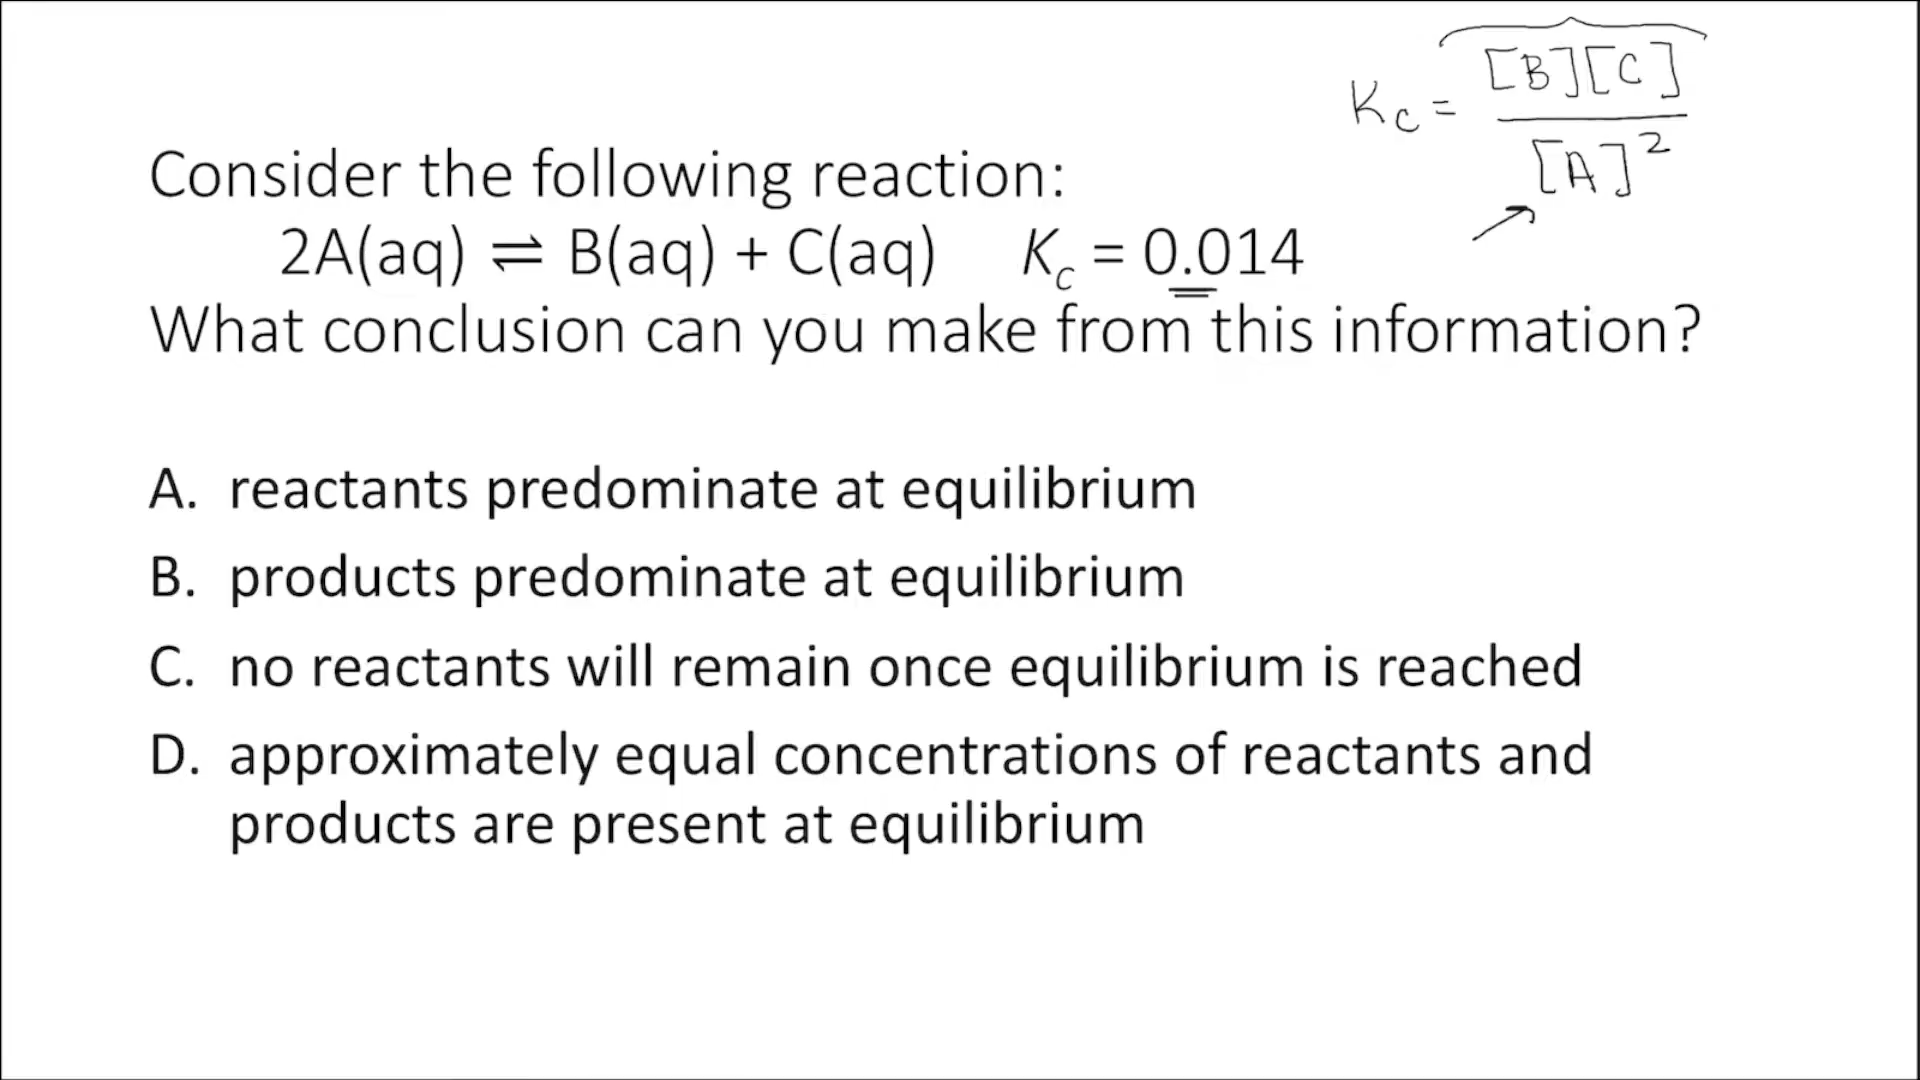 Kc = [B][C]
[A]²
Consider the following reaction:
2A(aq) ⇌ B(aq) + C(aq) Kc = 0.014
What conclusion can you make from this information?
A. reactants predominate at equilibrium
B. products predominate at equilibrium
C. no reactants will remain once equilibrium is reached
D. approximately equal concentrations of reactants and
products are present at equilibrium